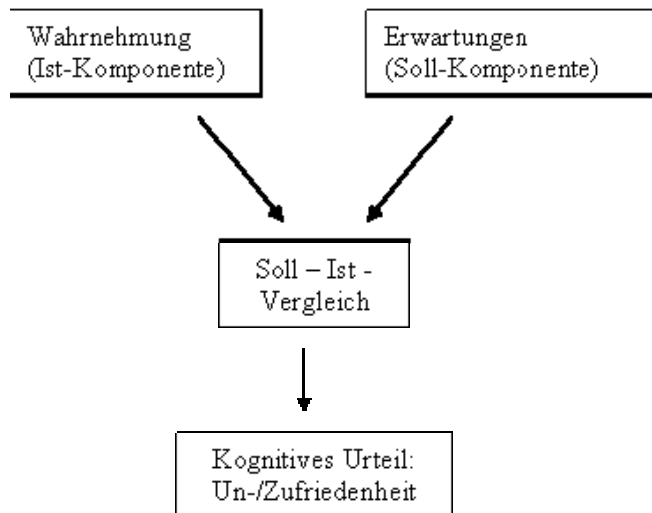 Wahrnehmung
(Ist-Komponente)
Erwartungen
(Soll-Komponente)
Soll – Ist -
Vergleich
Kognitives Urteil:
Un-/Zufriedenheit